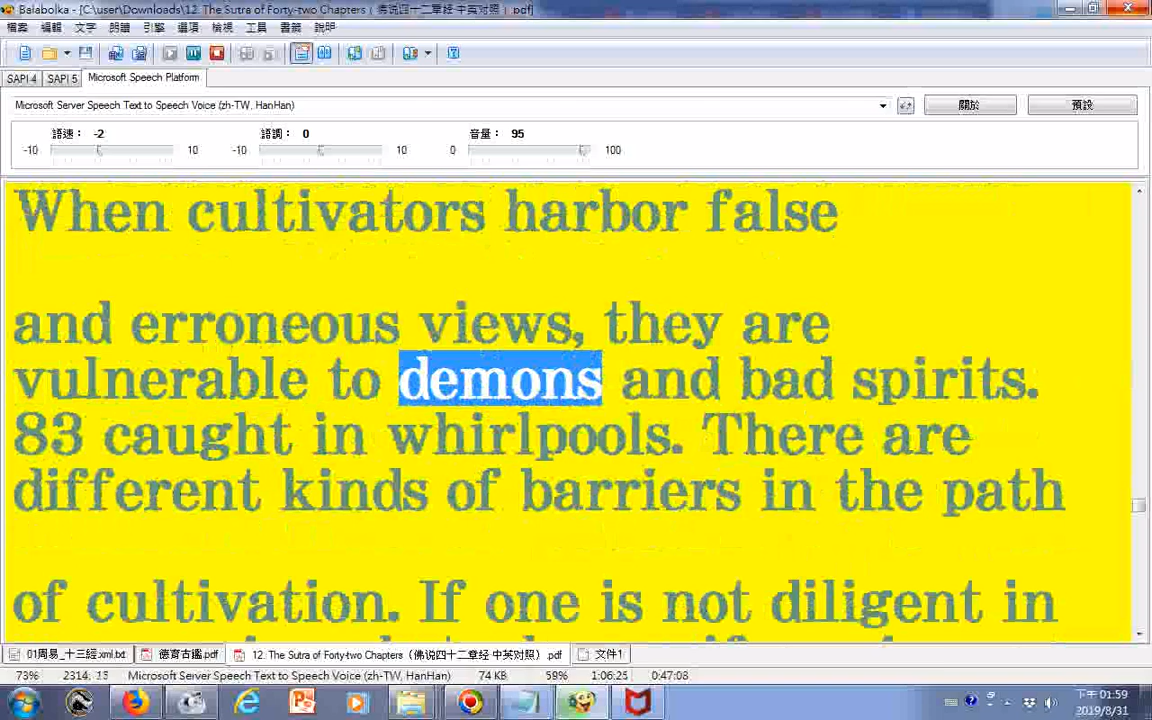 Balabolka - [C:\user\Downloads\12. The Sutra of Forty-two Chapters（佛说四十二章经·中英对照）.pdf]
檔案 編輯 文字 朗讀 引擎 選項 檢視 工具 書籤 說明
SAPI 4 SAPI 5 Microsoft Speech Platform
Microsoft Server Speech Text to Speech Voice (zh-TW, HanHan) 關於 預設
語速： -2 語調： 0 音量： 95
-10 10 -10 10 0 100
When cultivators harbor false
and erroneous views, they are
vulnerable to demons and bad spirits.
83 caught in whirlpools. There are
different kinds of barriers in the path
of cultivation. If one is not diligent in
01周易_十三經.xml.txt 德育古鑑.pdf 12. The Sutra of Forty-two Chapters（佛说四十二章经·中英对照）.pdf 文件1
73% 2314, 15 Microsoft Server Speech Text to Speech Voice (zh-TW, HanHan) 74 KB 59% 1:06:25 0:47:08
下午 01:59
2019/8/31